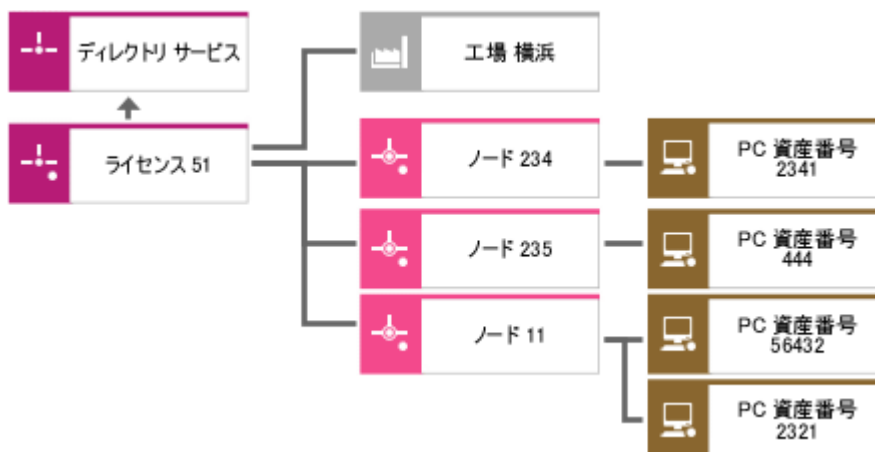 ディレクトリ サービス
工場 横浜
ライセンス 51
ノード 234
PC 資産番号
2341
ノード 235
PC 資産番号
444
ノード 11
PC 資産番号
56432
PC 資産番号
2321